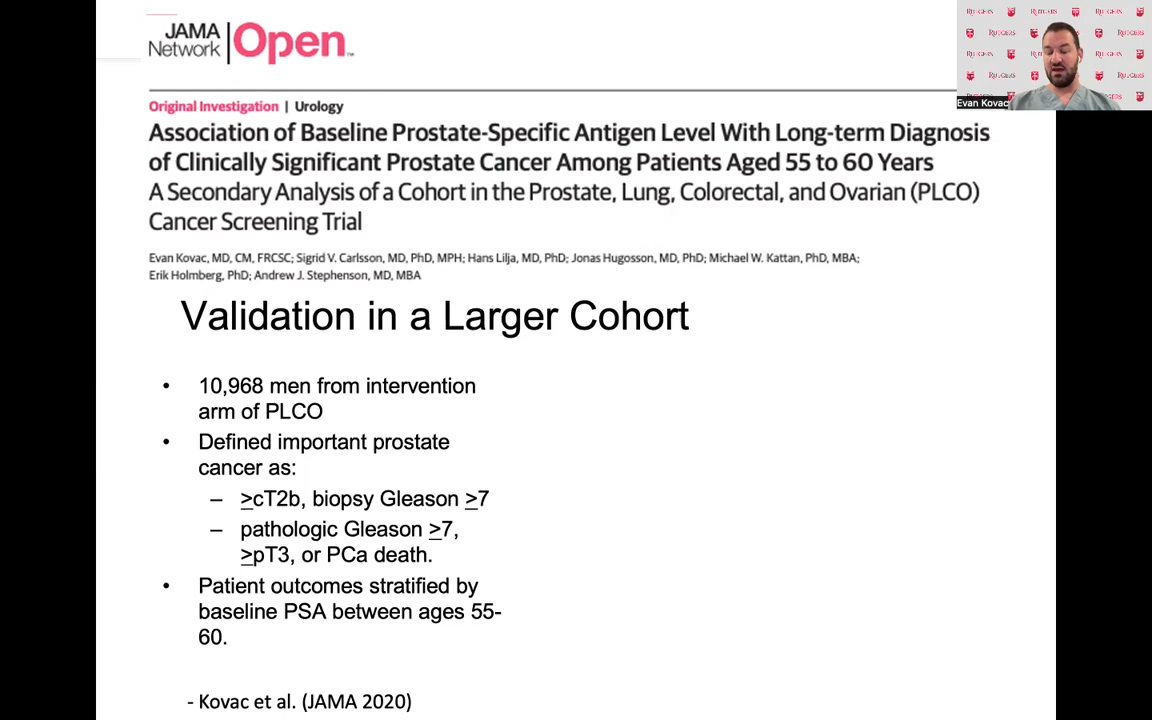 JAMA
Network
Open
RUTGERS RUTGERS RUTGERS
Evan Kovac
Original Investigation | Urology
Association of Baseline Prostate-Specific Antigen Level With Long-term Diagnosis
of Clinically Significant Prostate Cancer Among Patients Aged 55 to 60 Years
A Secondary Analysis of a Cohort in the Prostate, Lung, Colorectal, and Ovarian (PLCO)
Cancer Screening Trial
Evan Kovac, MD, CM, FRCSC; Sigrid V. Carlsson, MD, PhD, MPH; Hans Lilja, MD, PhD; Jonas Hugosson, MD, PhD; Michael W. Kattan, PhD, MBA;
Erik Holmberg, PhD; Andrew J. Stephenson, MD, MBA
Validation in a Larger Cohort
• 10,968 men from intervention
arm of PLCO
• Defined important prostate
cancer as:
– ≥cT2b, biopsy Gleason ≥7
– pathologic Gleason ≥7,
≥pT3, or PCa death.
• Patient outcomes stratified by
baseline PSA between ages 55-
60.
- Kovac et al. (JAMA 2020)